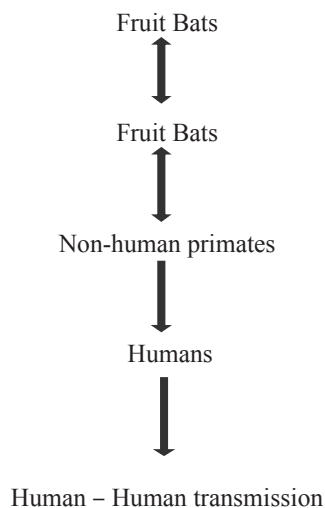 Fruit Bats
Fruit Bats
Non-human primates
Humans
Human – Human transmission